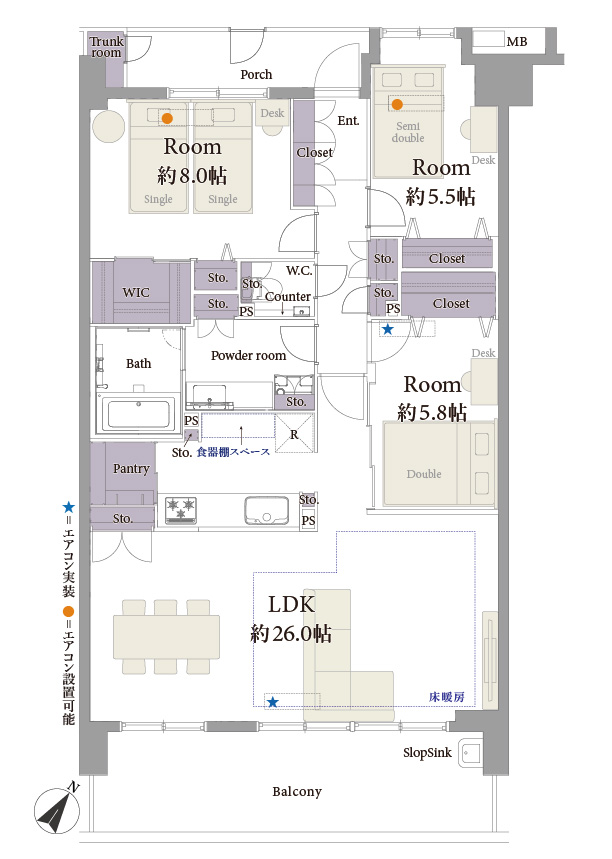 Trunk
room
MB
Porch
Desk
Ent.
Semi
double
Room
約8.0帖
Closet
Desk
Room
約5.5帖
Single
Single
W.C.
Sto.
Closet
WIC
Sto.
Sto.
Sto.
Counter
Sto.
PS
Closet
Sto.
PS
★
Bath
Powder room
Desk
Room
約5.8帖
Sto.
PS
R
Sto.
食器棚スペース
Pantry
Double
Sto.
Sto.
PS
★=エアコン実装 ●=エアコン設置可能
LDK
約26.0帖
床暖房
★
SlopSink
Balcony
N